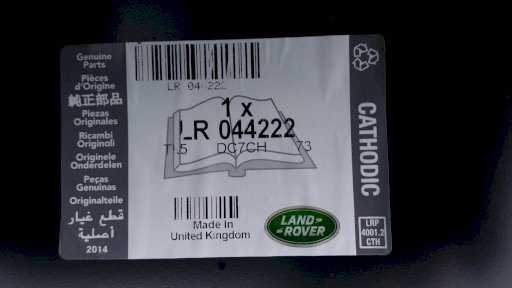 Genuine
Parts
Pièces
d'Origine
純正部品
Piezas
Originales
Ricambi
Originali
Originele
Onderdelen
Peças
Genuinas
Originalteile
قطع غيار
أصلية
2014
LR 04 222
1 x
LR 044222
DC7CH
73
Made In
United Kingdom
LAND-
-ROVER
CATHODIC
LRP
4001.2
CTH